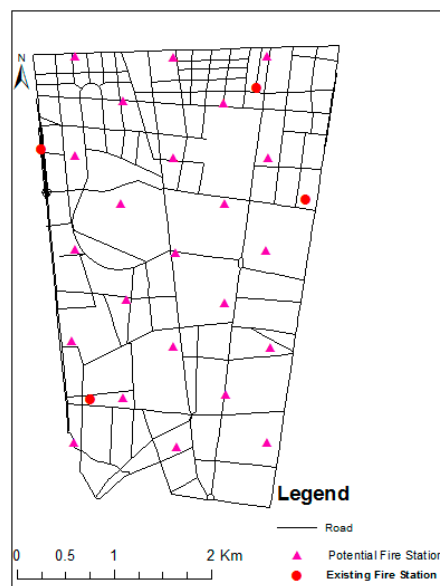 N
Legend
Road
Potential Fire Station
Existing Fire Station
0 0.5 1 2 Km